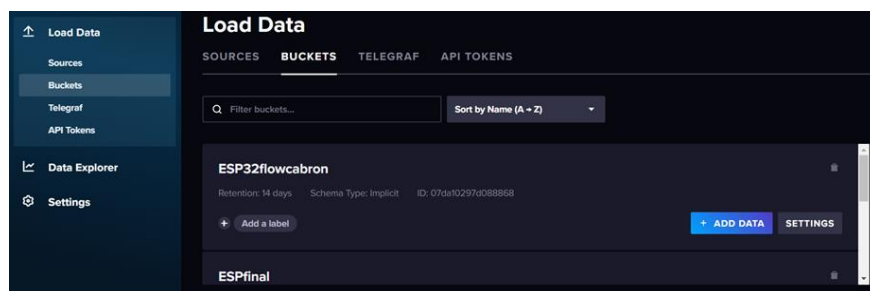 Load Data
Sources
Buckets
Telegraf
API Tokens
Data Explorer
Settings
Load Data
SOURCES BUCKETS TELEGRAF API TOKENS
Filter buckets...
Sort by Name (A → Z)
ESP32flowcabron
Retention: 14 days Schema Type: Implicit ID: 07da10297d088868
+ Add a label
+ ADD DATA SETTINGS
ESPfinal